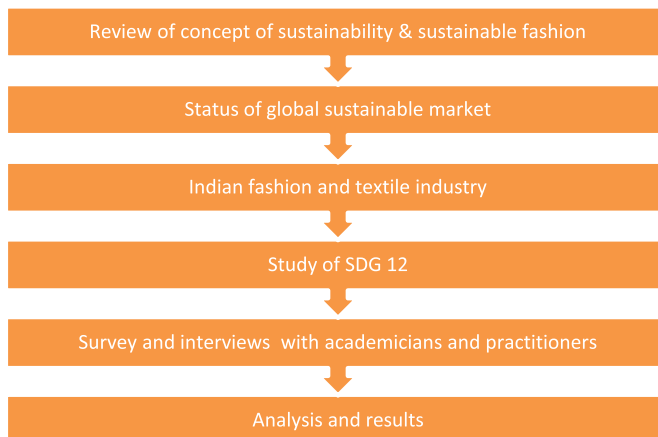 Review of concept of sustainability & sustainable fashion
Status of global sustainable market
Indian fashion and textile industry
Study of SDG 12
Survey and interviews  with academicians and practitioners
Analysis and results